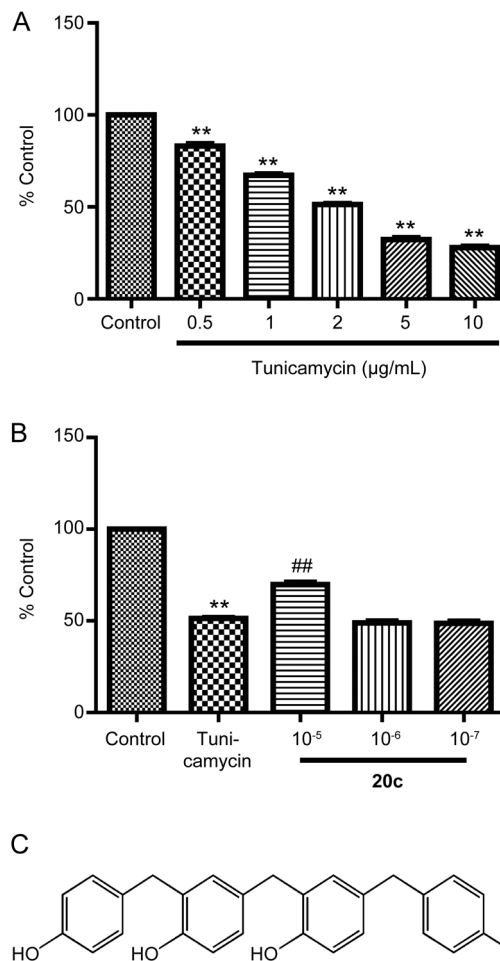 A
150
100
50
0
% Control
** ** ** ** **
Control 0.5 1 2 5 10
Tunicamycin (μg/mL)
B
150
100
50
0
% Control
** ##
Control Tuni- 10-5 10-6 10-7
camycin
20c
C
HO HO HO